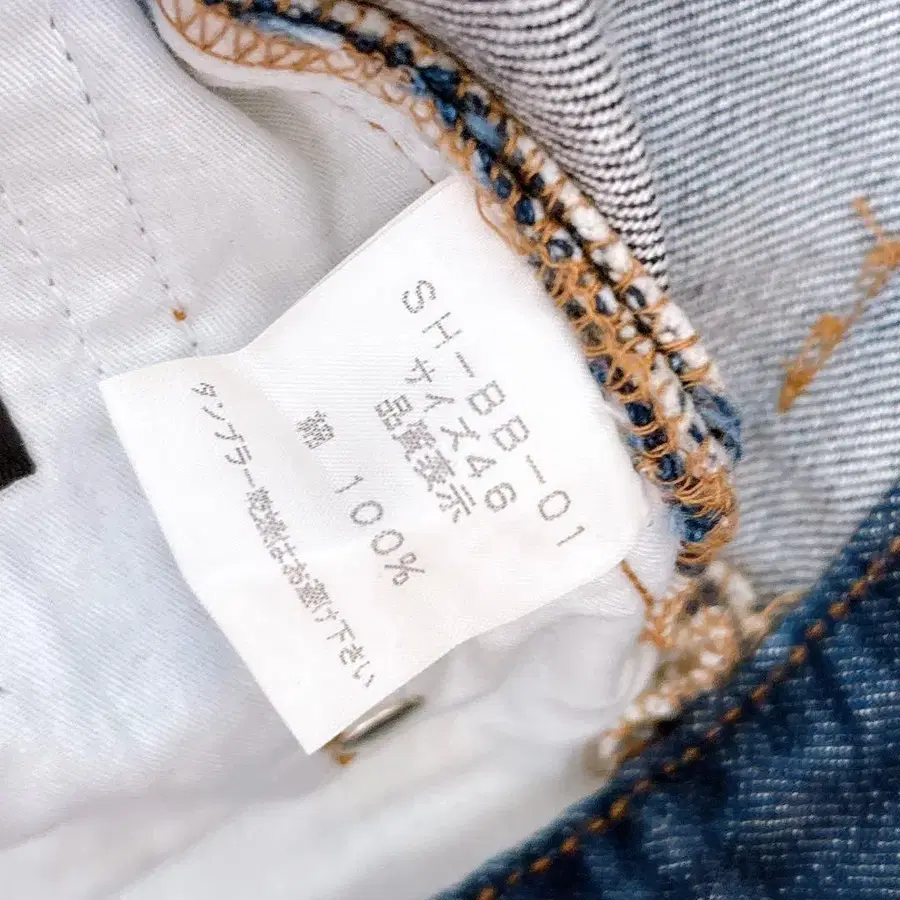 SH-BB-01
サイズ46
品質表示
綿 100%
タンブラー乾燥はお避け下さい